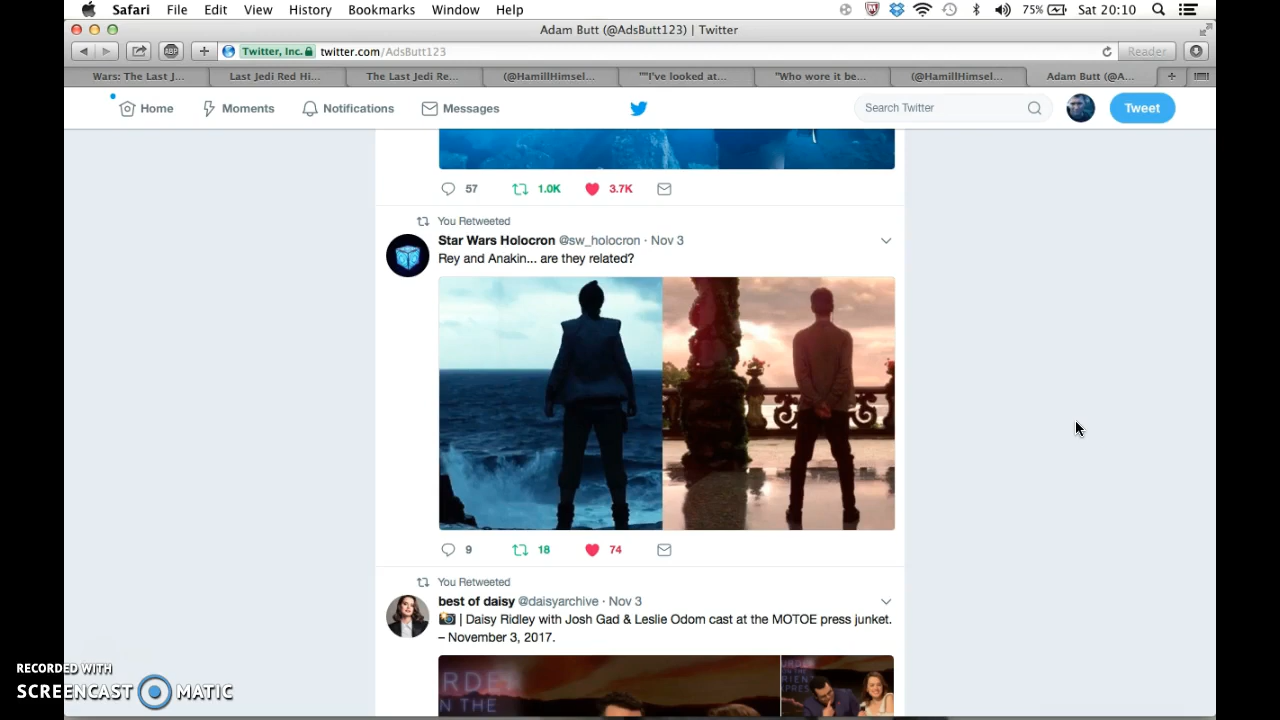 Safari File Edit View History Bookmarks Window Help 75% Sat 20:10
Adam Butt (@AdsButt123) | Twitter
ABP + Twitter, Inc. twitter.com/AdsButt123 Reader
Wars: The Last J... Last Jedi Red Hi... The Last Jedi Re... (@HamillHimsel... ""I've looked at... "Who wore it be... (@HamillHimsel... Adam Butt (@A... +
Home Moments Notifications Messages Search Twitter Tweet
57 1.0K 3.7K
You Retweeted
Star Wars Holocron @sw_holocron · Nov 3
Rey and Anakin... are they related?
9 18 74
You Retweeted
best of daisy @daisyarchive · Nov 3
| Daisy Ridley with Josh Gad & Leslie Odom cast at the MOTOE press junket.
– November 3, 2017.
RECORDED WITH
SCREENCAST MATIC